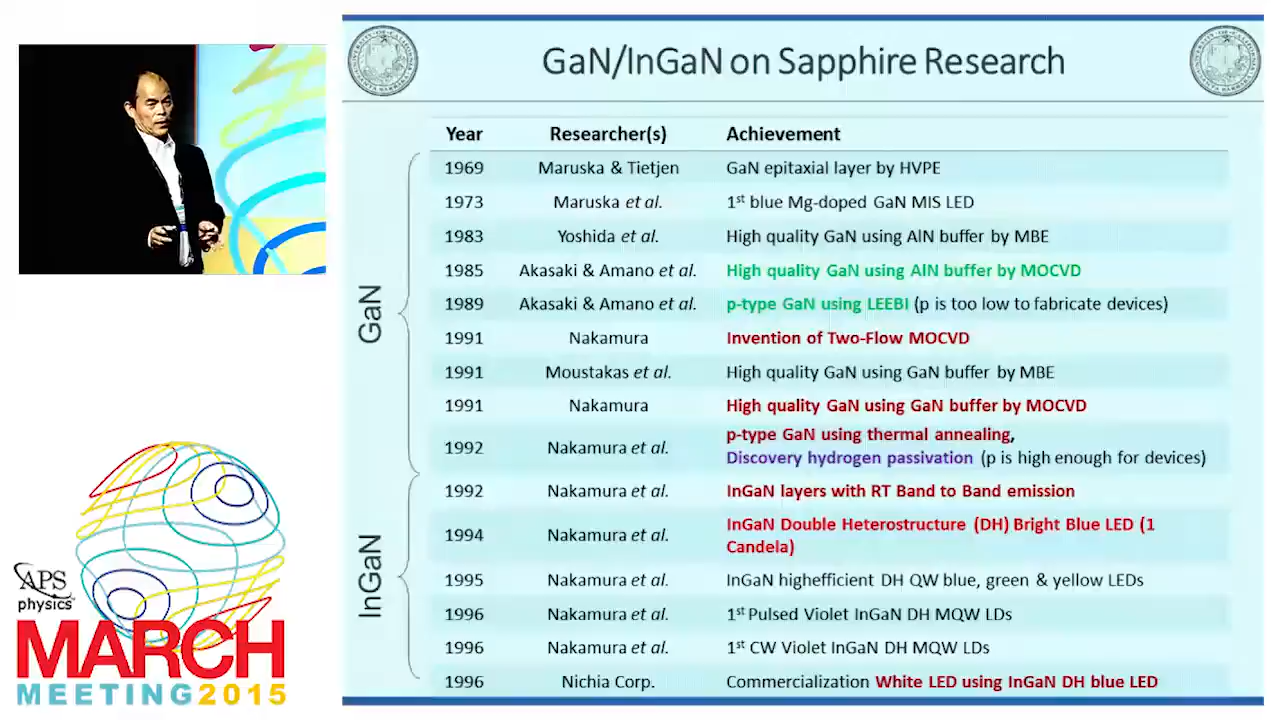 GaN/InGaN on Sapphire Research
Year Researcher(s) Achievement
1969 Maruska & Tietjen GaN epitaxial layer by HVPE
1973 Maruska et al. 1st blue Mg-doped GaN MIS LED
1983 Yoshida et al. High quality GaN using AlN buffer by MBE
1985 Akasaki & Amano et al. High quality GaN using AlN buffer by MOCVD
1989 Akasaki & Amano et al. p-type GaN using LEEBI (p is too low to fabricate devices)
1991 Nakamura Invention of Two-Flow MOCVD
1991 Moustakas et al. High quality GaN using GaN buffer by MBE
1991 Nakamura High quality GaN using GaN buffer by MOCVD
1992 Nakamura et al. p-type GaN using thermal annealing,
Discovery hydrogen passivation (p is high enough for devices)
GaN
1992 Nakamura et al. InGaN layers with RT Band to Band emission
1994 Nakamura et al. InGaN Double Heterostructure (DH) Bright Blue LED (1
Candela)
1995 Nakamura et al. InGaN highefficient DH QW blue, green & yellow LEDs
1996 Nakamura et al. 1st Pulsed Violet InGaN DH MQW LDs
1996 Nakamura et al. 1st CW Violet InGaN DH MQW LDs
1996 Nichia Corp. Commercialization White LED using InGaN DH blue LED
InGaN
APS
physics
MARCH
MEETING2015